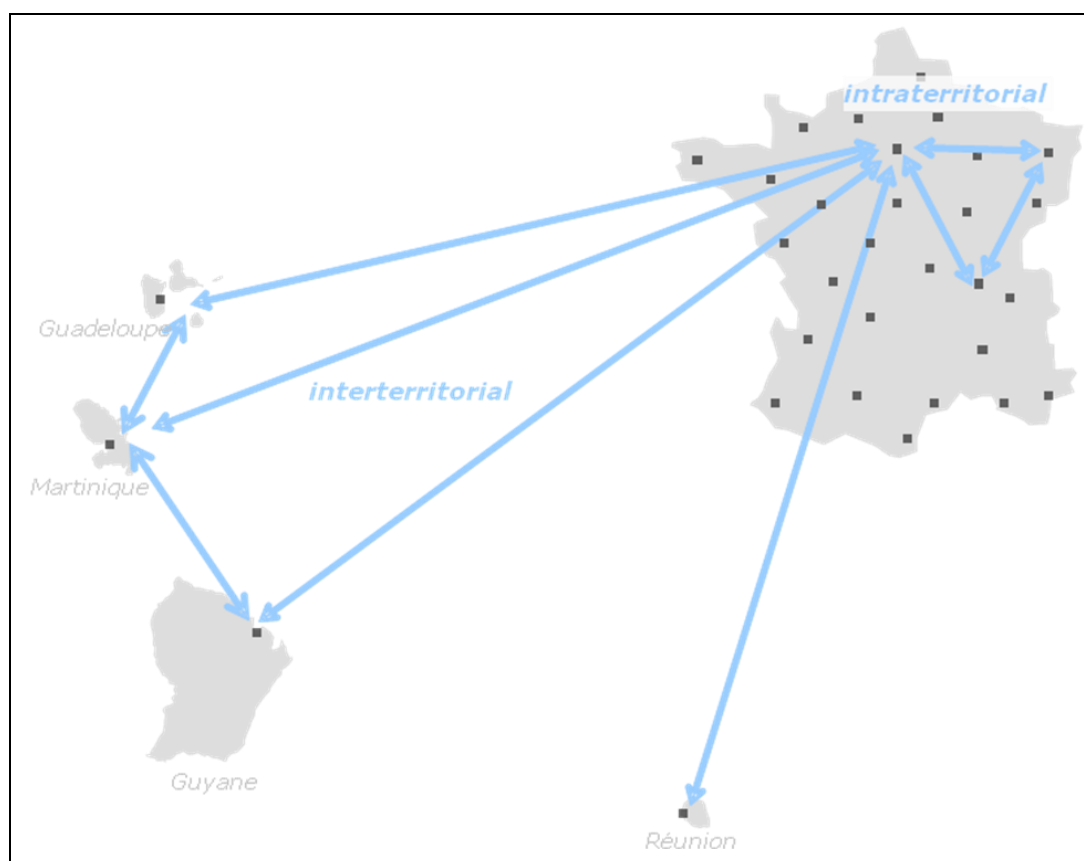 intraterritorial
Guadeloupe
interterritorial
Martinique
Guyane
Réunion